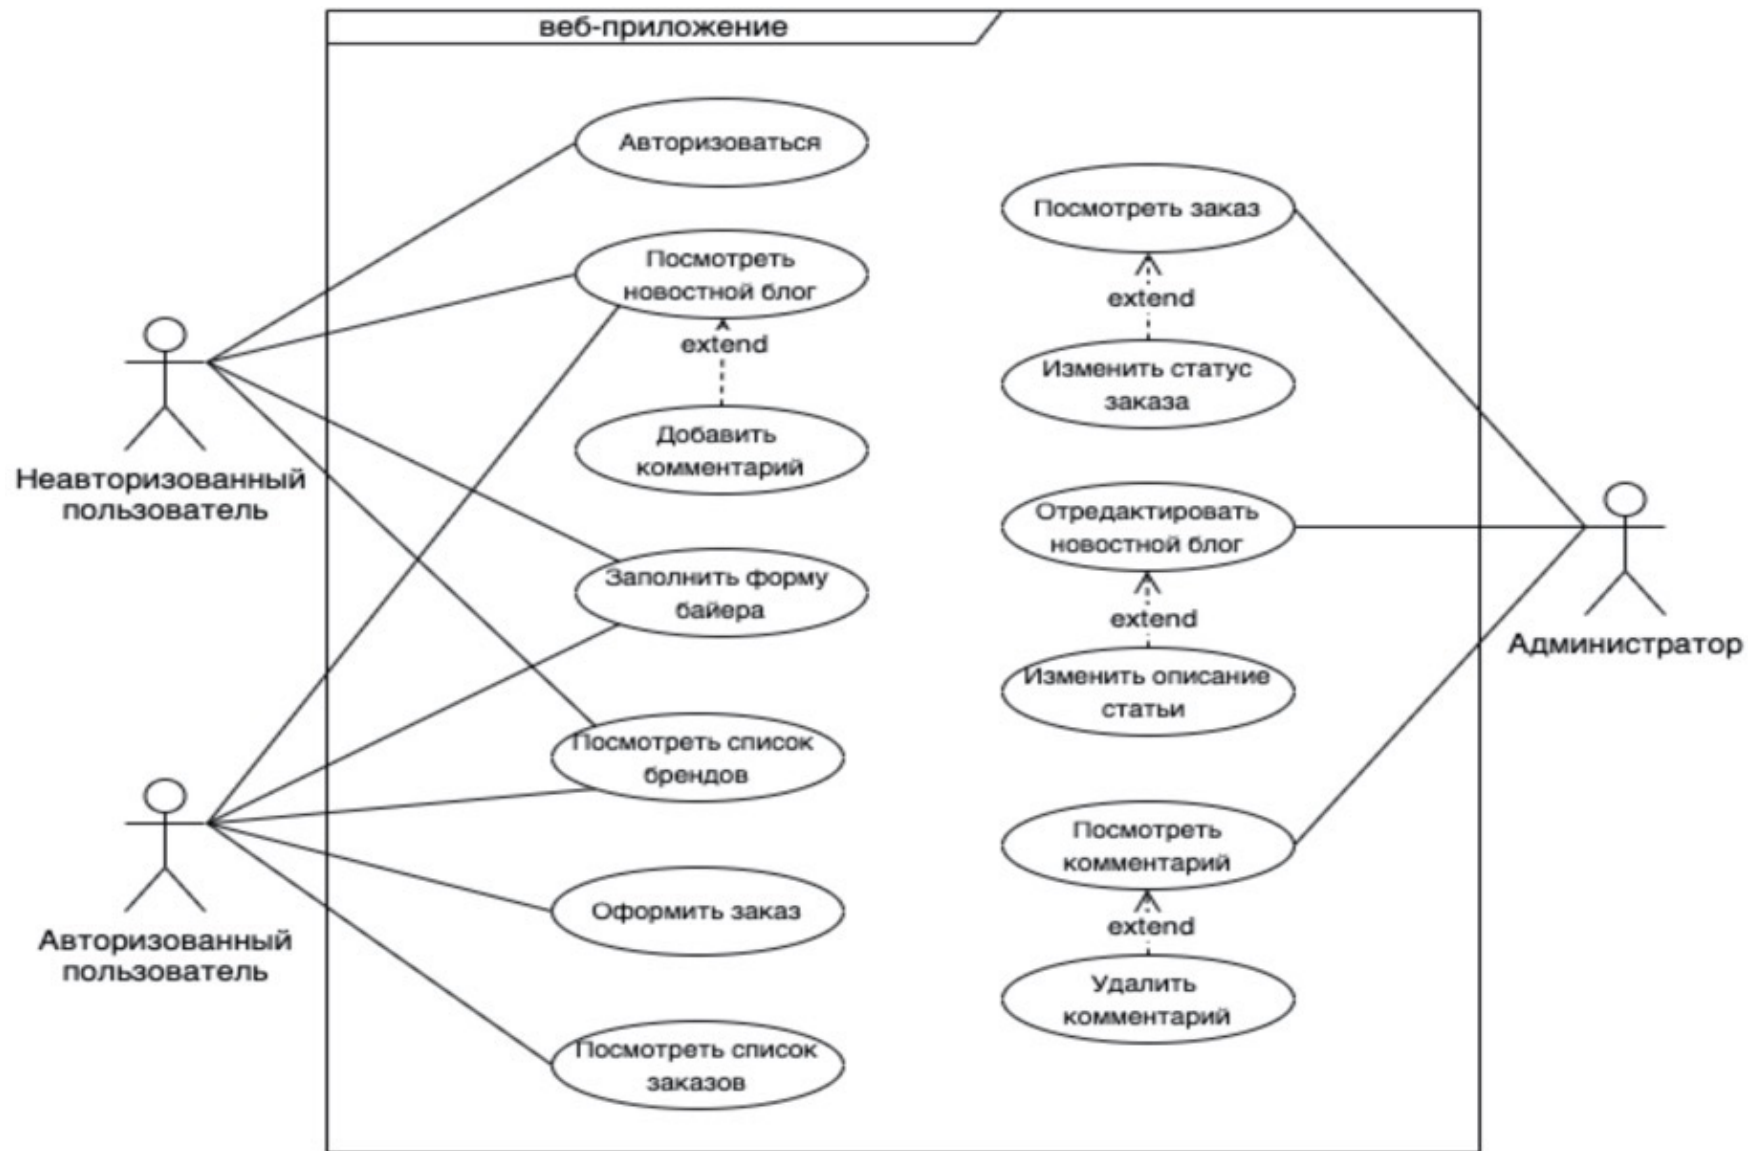 веб-приложение
Авторизоваться
Посмотреть
новостной блог
extend
Добавить
комментарий
Заполнить форму
байера
Посмотреть список
брендов
Оформить заказ
Посмотреть список
заказов
Посмотреть заказ
extend
Изменить статус
заказа
Отредактировать
новостной блог
extend
Изменить описание
статьи
Посмотреть
комментарий
extend
Удалить
комментарий
Неавторизованный
пользователь
Авторизованный
пользователь
Администратор